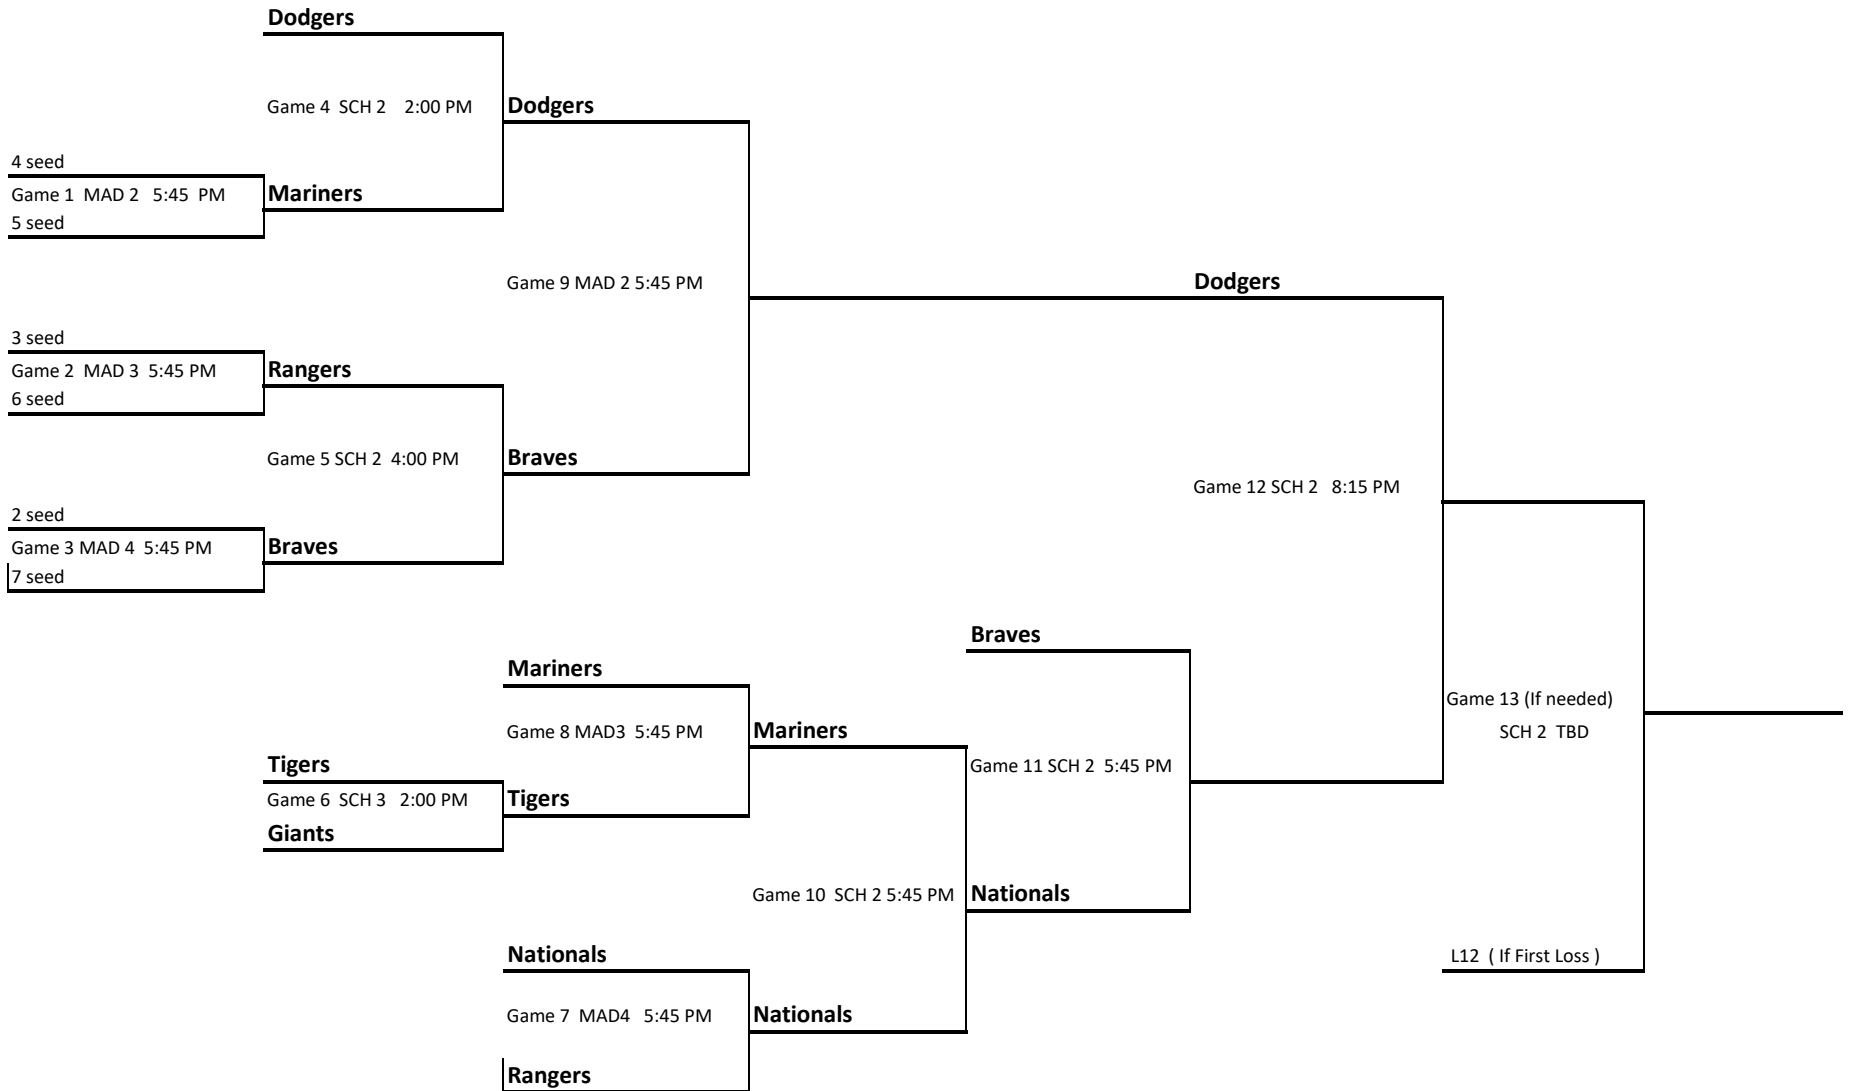 Dodgers
Game 4  SCH 2    2:00 PM
Dodgers
4 seed
Game 1  MAD 2   5:45  PM
Mariners
5 seed
Game 9 MAD 2 5:45 PM
Dodgers
3 seed
Game 2  MAD 3  5:45 PM
Rangers
6 seed
Game 5 SCH 2  4:00 PM
Braves
Game 12 SCH 2   8:15 PM
2 seed
Game 3 MAD 4  5:45 PM
Braves
7 seed
Braves
Mariners
Game 13 (If needed)
SCH 2  TBD
Game 8 MAD3  5:45 PM
Mariners
Tigers
Game 11 SCH 2  5:45 PM
Game 6  SCH 3   2:00 PM
Tigers
Giants
Game 10  SCH 2 5:45 PM
Nationals
Nationals
L12  ( If First Loss )
Game 7  MAD4   5:45 PM
Nationals
Rangers